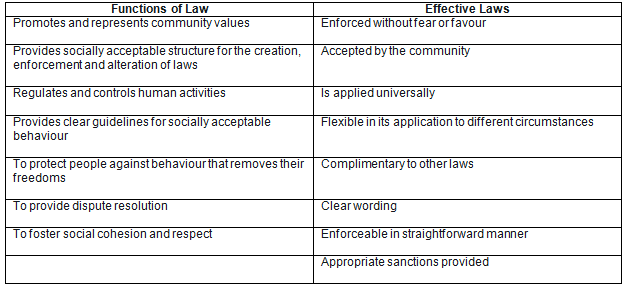 Functions of Law Effective Laws
Promotes and represents community values Enforced without fear or favour
Provides socially acceptable structure for the creation, Accepted by the community
enforcement and alteration of laws
Regulates and controls human activities Is applied universally
Provides clear guidelines for socially acceptable Flexible in its application to different circumstances
behaviour
To protect people against behaviour that removes their Complimentary to other laws
freedoms
To provide dispute resolution Clear wording
To foster social cohesion and respect Enforceable in straightforward manner
Appropriate sanctions provided